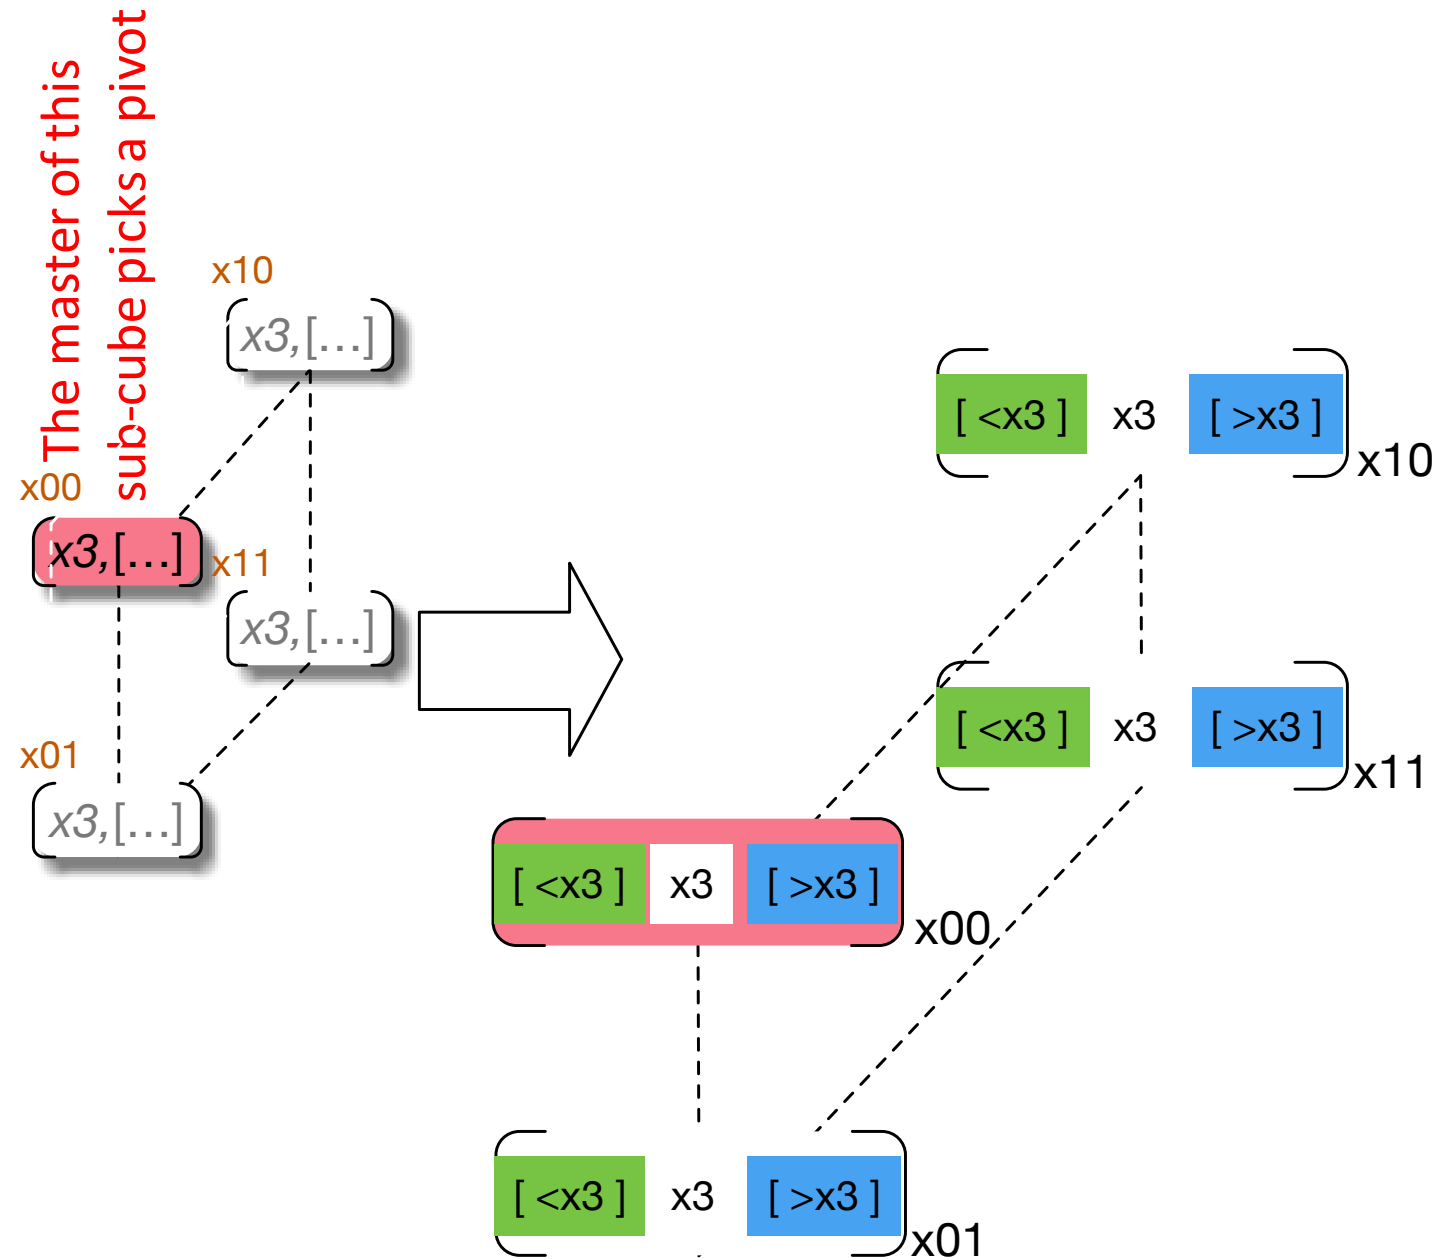 The master of this
sub-cube picks a pivot
x10
x3,[...]
x00
x3,[...]
x11
x3,[...]
x01
x3,[...]
[ <x3 ] x3 [ >x3 ] x10
[ <x3 ] x3 [ >x3 ] x11
[ <x3 ] x3 [ >x3 ] x00
[ <x3 ] x3 [ >x3 ] x01